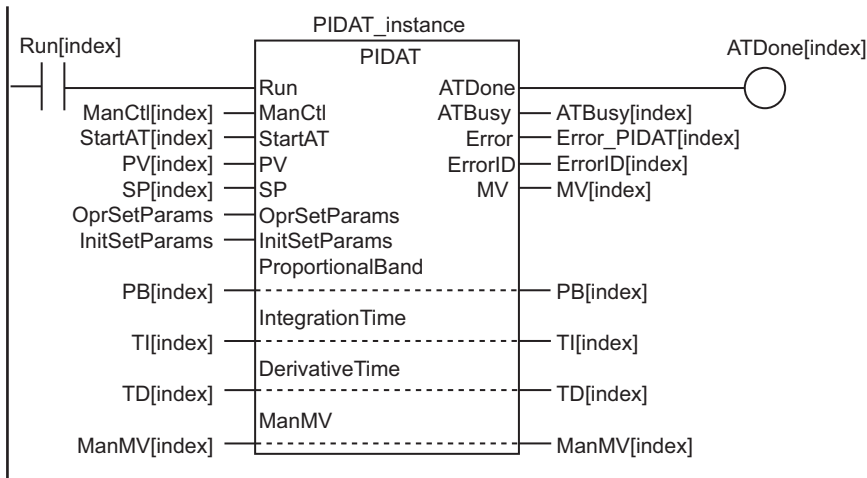 PIDAT_instance
Run[index]
PIDAT
ATDone[index]
Run
ATDone
ManCtl[index]
ManCtl
ATBusy
ATBusy[index]
StartAT[index]
StartAT
Error
Error_PIDAT[index]
PV[index]
PV
ErrorID
ErrorID[index]
SP[index]
SP
MV
MV[index]
OprSetParams
OprSetParams
InitSetParams
InitSetParams
ProportionalBand
PB[index]
PB[index]
IntegrationTime
TI[index]
TI[index]
DerivativeTime
TD[index]
TD[index]
ManMV
ManMV[index]
ManMV[index]